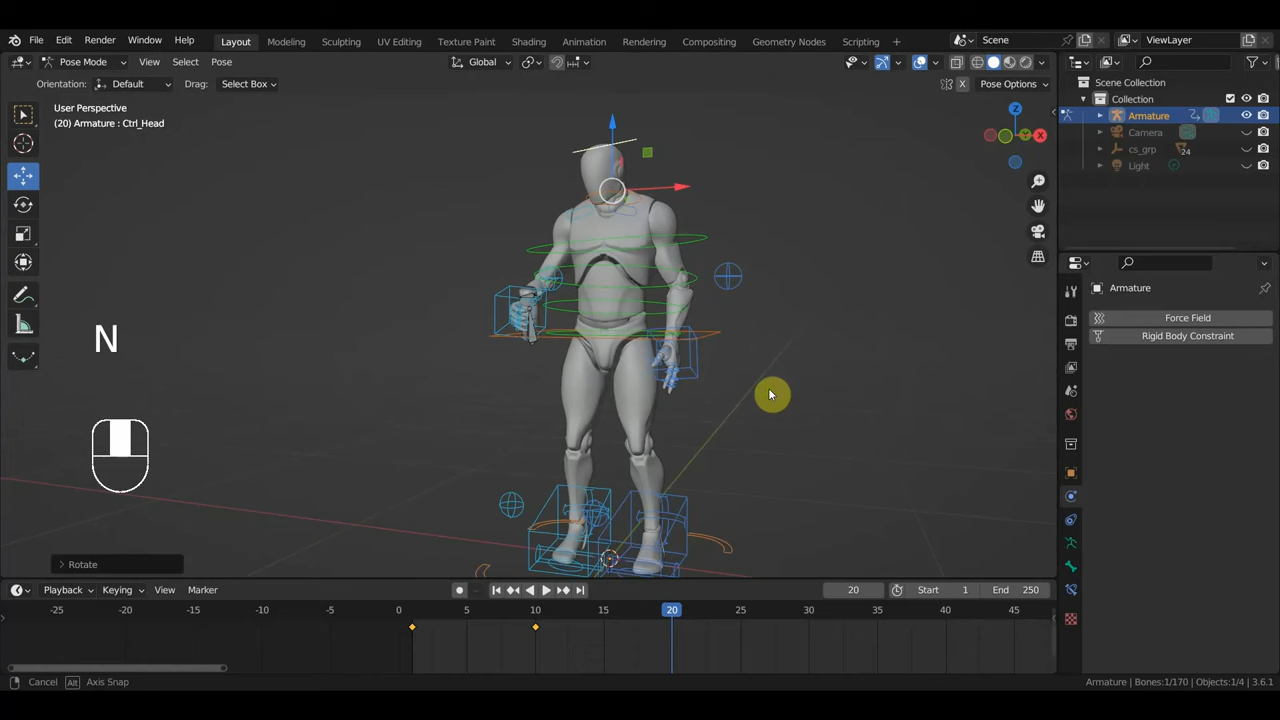 File Edit Render Window Help Layout Modeling Sculpting UV Editing Texture Paint Shading Animation Rendering Compositing Geometry Nodes Scripting + Scene ViewLayer
Pose Mode View Select Pose Global
Orientation: Default Drag: Select Box X Pose Options
User Perspective
(20) Armature : Ctrl_Head
Z
Y
X
Scene Collection
Collection
Armature
Camera
cs_grp 24
Light
Armature
Force Field
Rigid Body Constraint
N
Rotate
Playback Keying View Marker 20 Start 1 End 250
-25 -20 -15 -10 -5 0 5 10 15 20 25 30 35 40 45
Cancel Alt Axis Snap Armature | Bones:1/170 | Objects:1/4 | 3.6.1